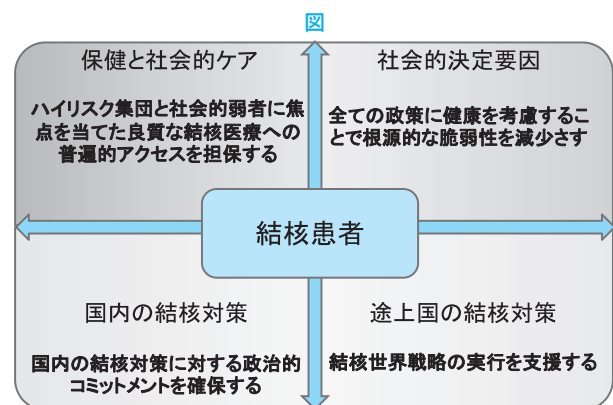 図
保健と社会的ケア
ハイリスク集団と社会的弱者に焦
点を当てた良質な結核医療への
普遍的アクセスを担保する
社会的決定要因
全ての政策に健康を考慮するこ
とで根源的な脆弱性を減少さす
結核患者
国内の結核対策
国内の結核対策に対する政治的
コミットメントを確保する
途上国の結核対策
結核世界戦略の実行を支援する